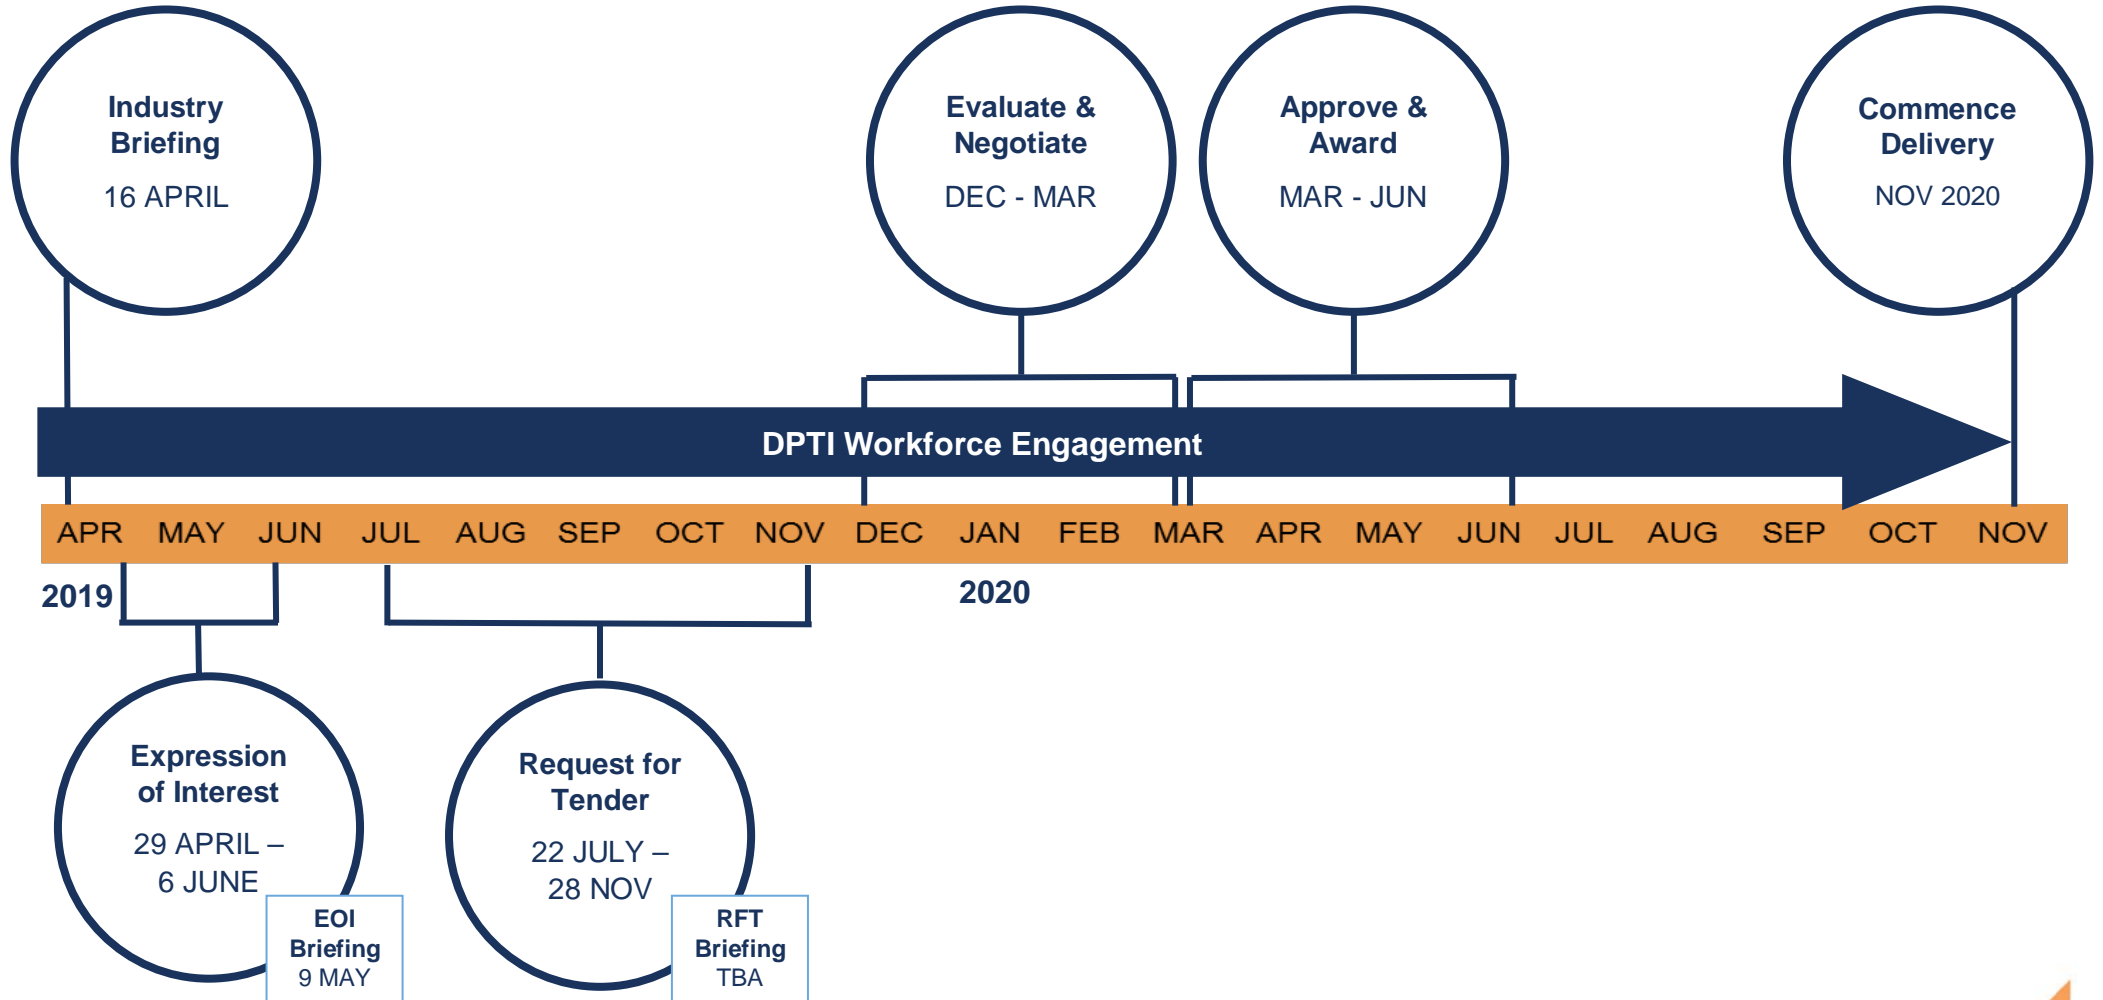 Industry
Briefing
16 APRIL
Evaluate &
Negotiate
DEC - MAR
Approve &
Award
MAR - JUN
Commence
Delivery
NOV 2020
DPTI Workforce Engagement
APR MAY JUN JUL AUG SEP OCT NOV DEC JAN FEB MAR APR MAY JUN JUL AUG SEP OCT NOV
2019
2020
Expression
of Interest
29 APRIL –
6 JUNE
EOI
Briefing
9 MAY
Request for
Tender
22 JULY –
28 NOV
RFT
Briefing
TBA